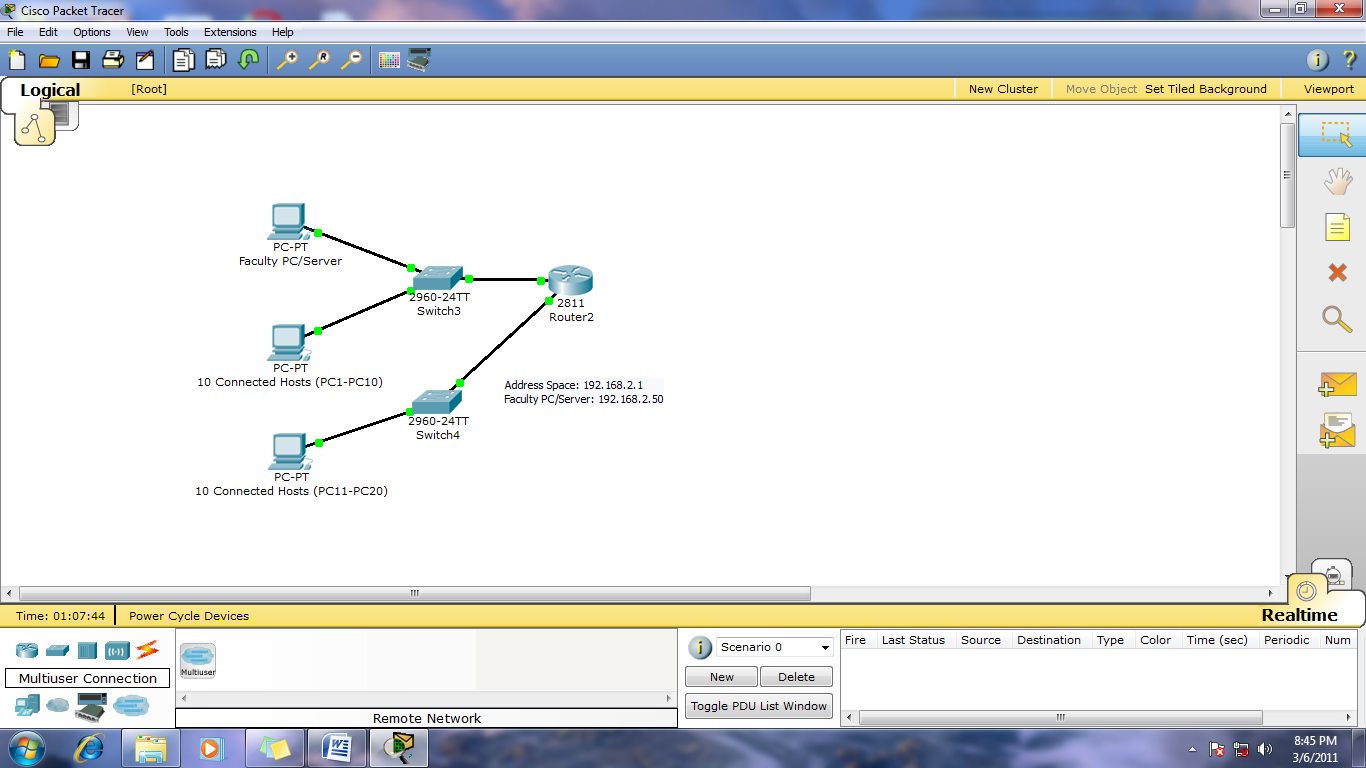 Cisco Packet Tracer
File Edit Options View Tools Extensions Help
Logical [Root] New Cluster Move Object Set Tiled Background Viewport
PC-PT
Faculty PC/Server
2960-24TT
Switch3
2811
Router2
PC-PT
10 Connected Hosts (PC1-PC10)
Address Space: 192.168.2.1
Faculty PC/Server: 192.168.2.50
2960-24TT
Switch4
PC-PT
10 Connected Hosts (PC11-PC20)
Time: 01:07:44 Power Cycle Devices Realtime
Fire Last Status Source Destination Type Color Time (sec) Periodic Num
Scenario 0
Multiuser
Multiuser Connection
New Delete
Toggle PDU List Window
Remote Network
8:45 PM
3/6/2011